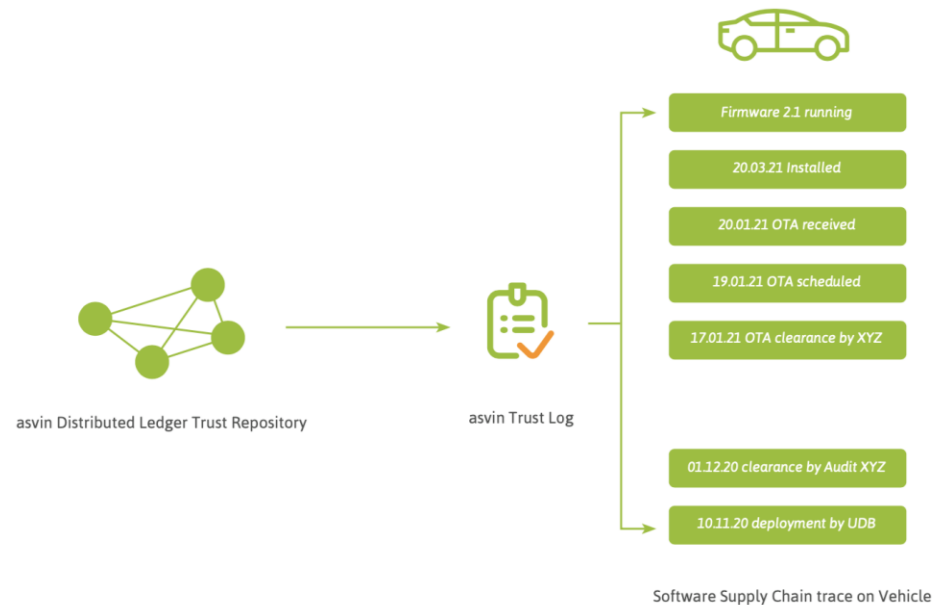 Firmware 2.1 running
20.03.21 Installed
20.01.21 OTA received
19.01.21 OTA scheduled
17.01.21 OTA clearance by XYZ
asvin Distributed Ledger Trust Repository
asvin Trust Log
01.12.20 clearance by Audit XYZ
10.11.20 deployment by UDB
Software Supply Chain trace on Vehicle